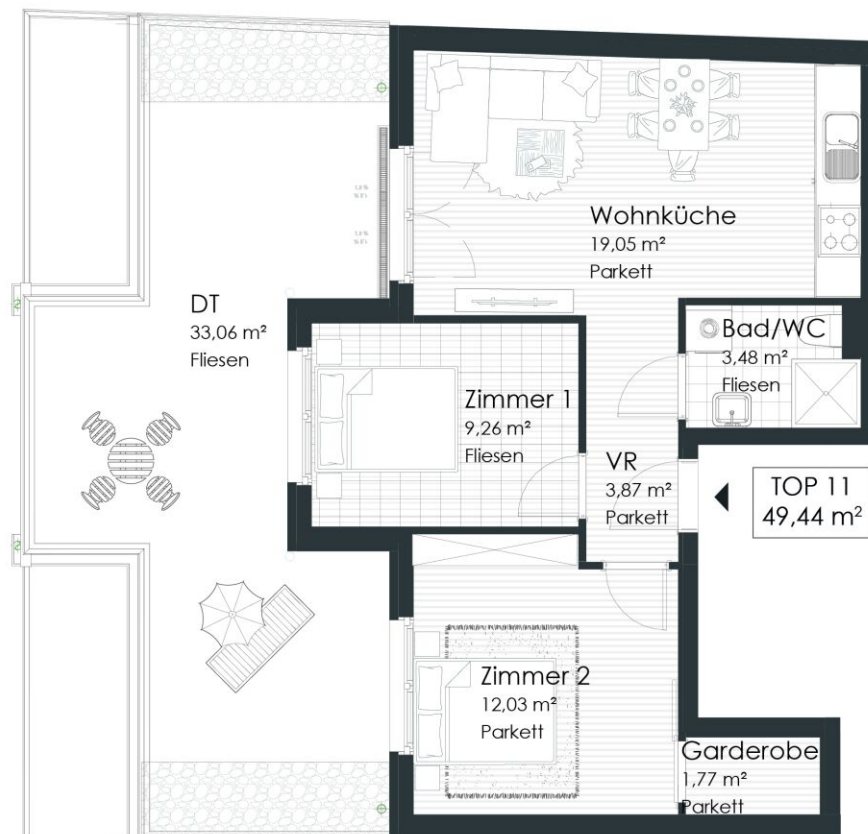 Wohnküche
19,05 m²
Parkett
DT
33,06 m²
Fliesen
Bad/WC
3,48 m²
Fliesen
Zimmer 1
9,26 m²
Fliesen
VR
3,87 m²
Parkett
TOP 11
49,44 m²
Zimmer 2
12,03 m²
Parkett
Garderobe
1,77 m²
Parkett